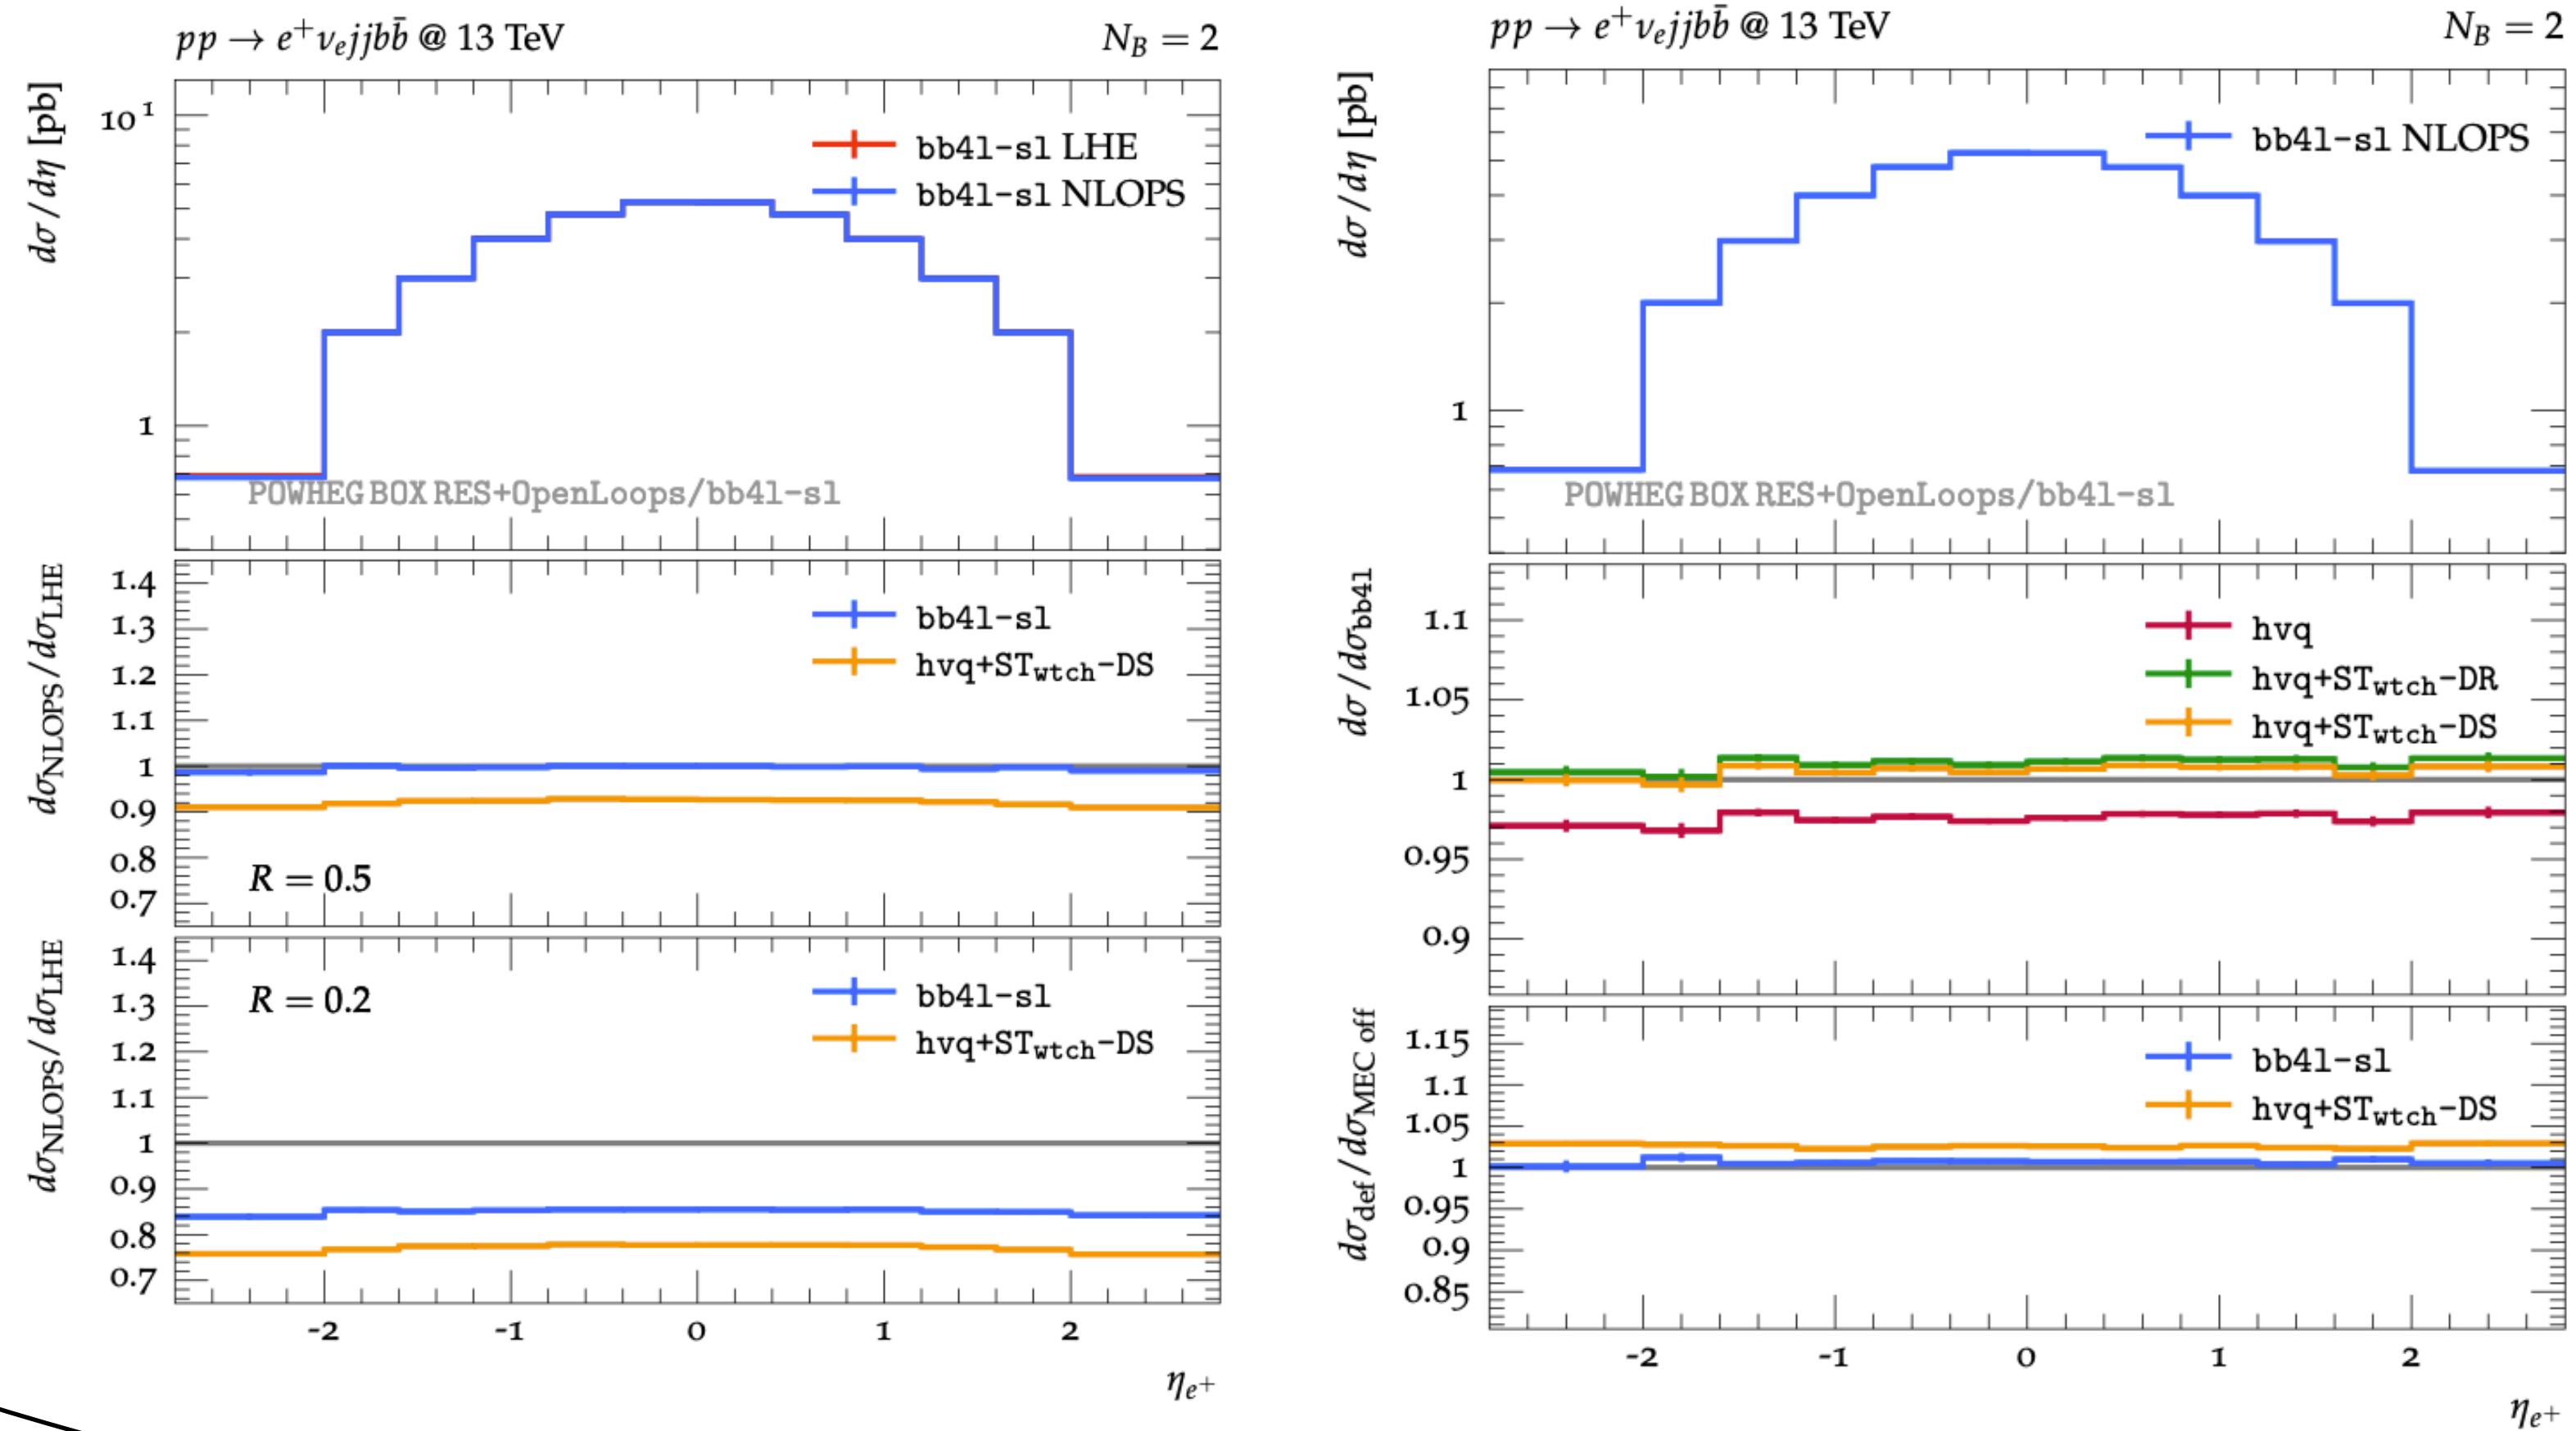 pp → e⁺νₑjjbb̄ @ 13 TeV N_B = 2
dσ/dη [pb]
10¹
1
bb4l-sl LHE
bb4l-sl NLOPS
POWHEG BOX RES+OpenLoops/bb4l-sl
dσ_NLOPS/dσ_LHE
1.4
1.3
1.2
1.1
1
0.9
0.8
0.7
bb4l-sl
hvq+ST_wtch-DS
R = 0.5
dσ_NLOPS/dσ_LHE
1.4
1.3
1.2
1.1
1
0.9
0.8
0.7
R = 0.2
bb4l-sl
hvq+ST_wtch-DS
-2 -1 0 1 2
η_e⁺
pp → e⁺νₑjjbb̄ @ 13 TeV N_B = 2
dσ/dη [pb]
1
bb4l-sl NLOPS
POWHEG BOX RES+OpenLoops/bb4l-sl
dσ/dσ_bb4l
1.1
1.05
1
0.95
0.9
hvq
hvq+ST_wtch-DR
hvq+ST_wtch-DS
dσ_def/dσ_MEC off
1.15
1.1
1.05
1
0.95
0.9
0.85
bb4l-sl
hvq+ST_wtch-DS
-2 -1 0 1 2
η_e⁺